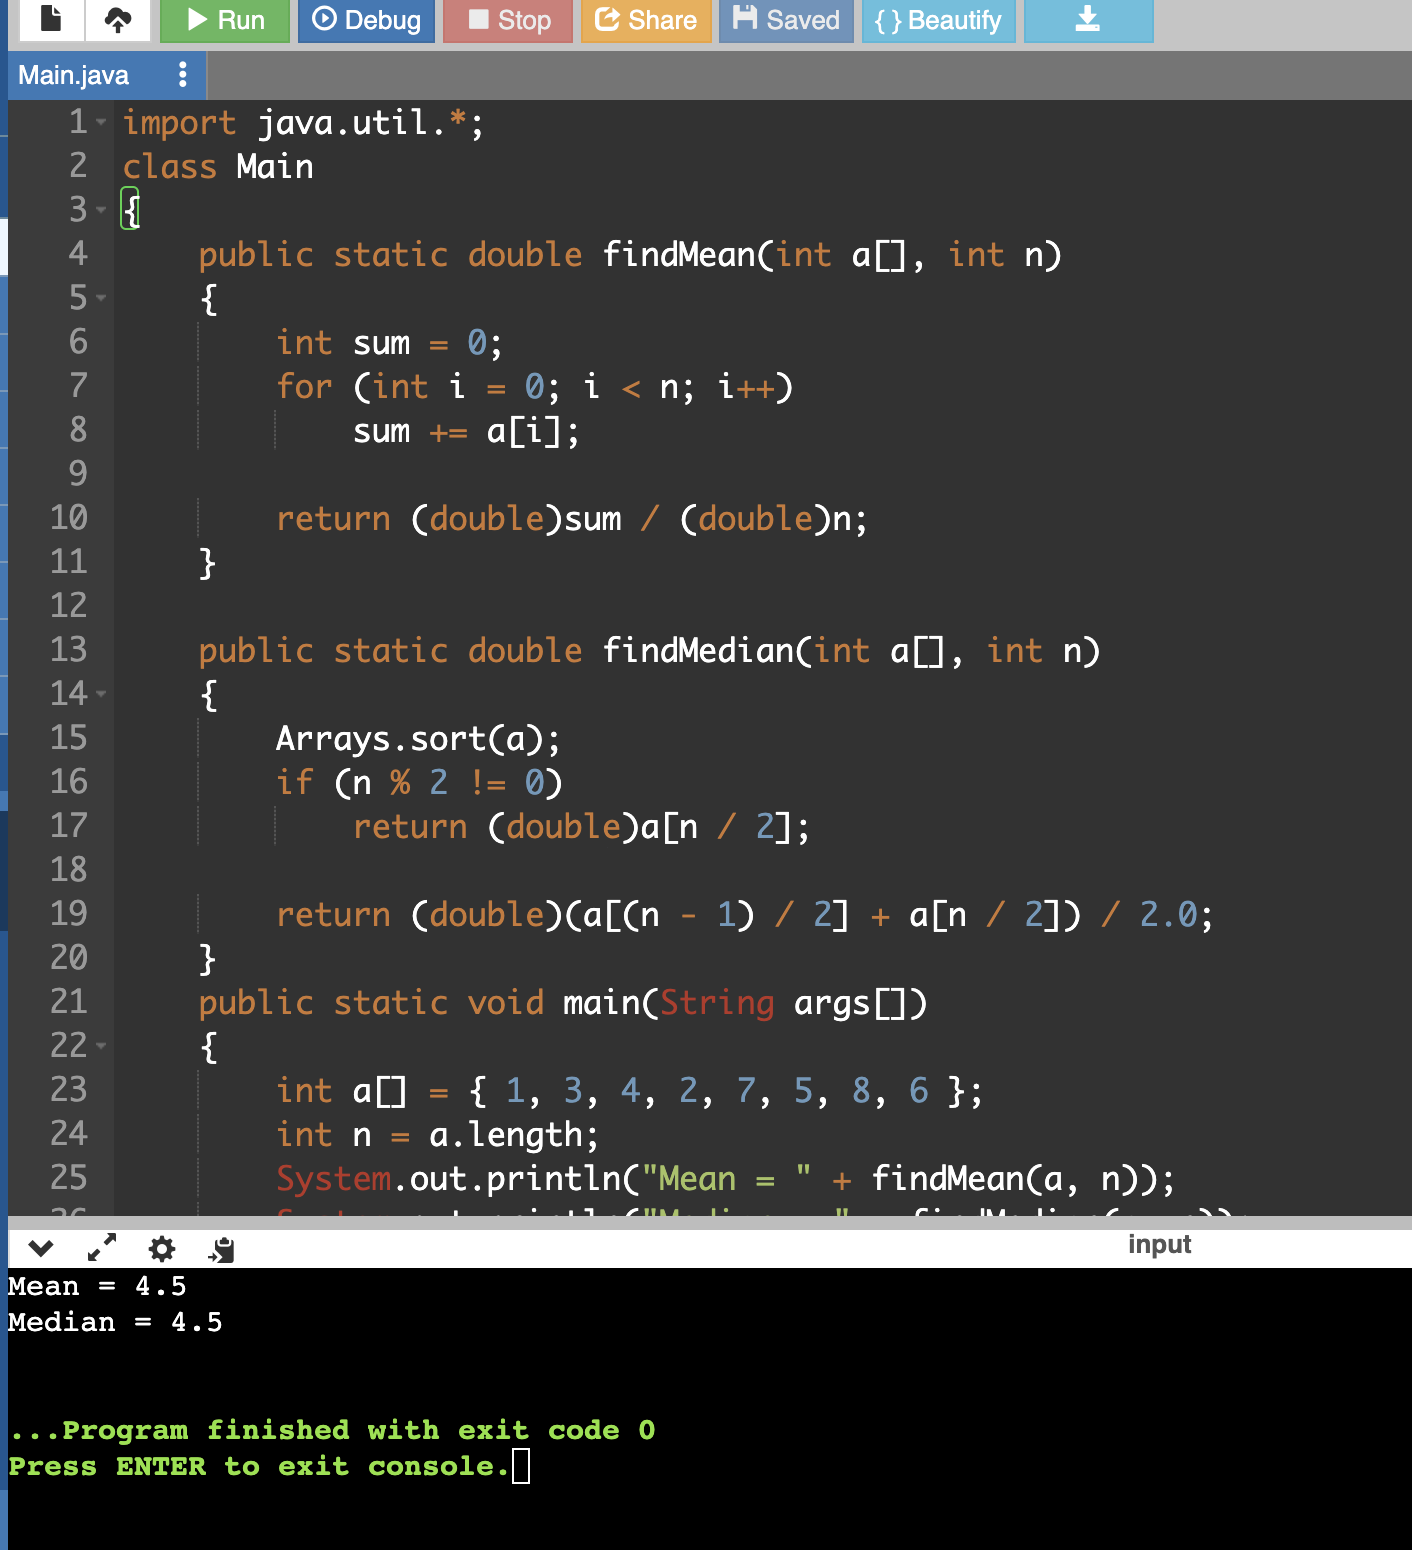 Run Debug Stop Share Saved { } Beautify
Main.java
1 import java.util.*;
2 class Main
3 {
4     public static double findMean(int a[], int n)
5     {
6         int sum = 0;
7         for (int i = 0; i < n; i++)
8             sum += a[i];
9
10         return (double)sum / (double)n;
11     }
12
13     public static double findMedian(int a[], int n)
14     {
15         Arrays.sort(a);
16         if (n % 2 != 0)
17             return (double)a[n / 2];
18
19         return (double)(a[(n - 1) / 2] + a[n / 2]) / 2.0;
20     }
21     public static void main(String args[])
22     {
23         int a[] = { 1, 3, 4, 2, 7, 5, 8, 6 };
24         int n = a.length;
25         System.out.println("Mean = " + findMean(a, n));
input
Mean = 4.5
Median = 4.5
...Program finished with exit code 0
Press ENTER to exit console.